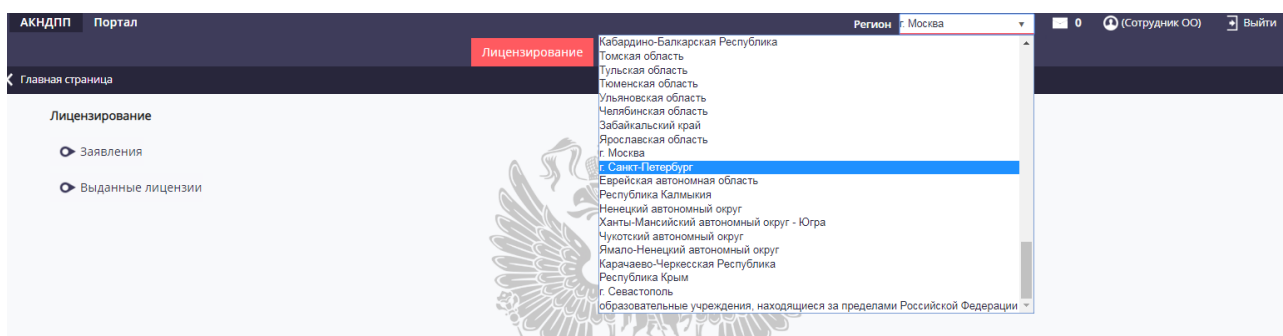 АКНДПП Портал Регион г. Москва 0 (Сотрудник ОО) Выйти
Лицензирование
Главная страница
Лицензирование
Заявления
Выданные лицензии
Кабардино-Балкарская Республика
Томская область
Тульская область
Тюменская область
Ульяновская область
Челябинская область
Забайкальский край
Ярославская область
г. Москва
г. Санкт-Петербург
Еврейская автономная область
Республика Калмыкия
Ненецкий автономный округ
Ханты-Мансийский автономный округ - Югра
Чукотский автономный округ
Ямало-Ненецкий автономный округ
Карачаево-Черкесская Республика
Республика Крым
г. Севастополь
образовательные учреждения, находящиеся за пределами Российской Федерации